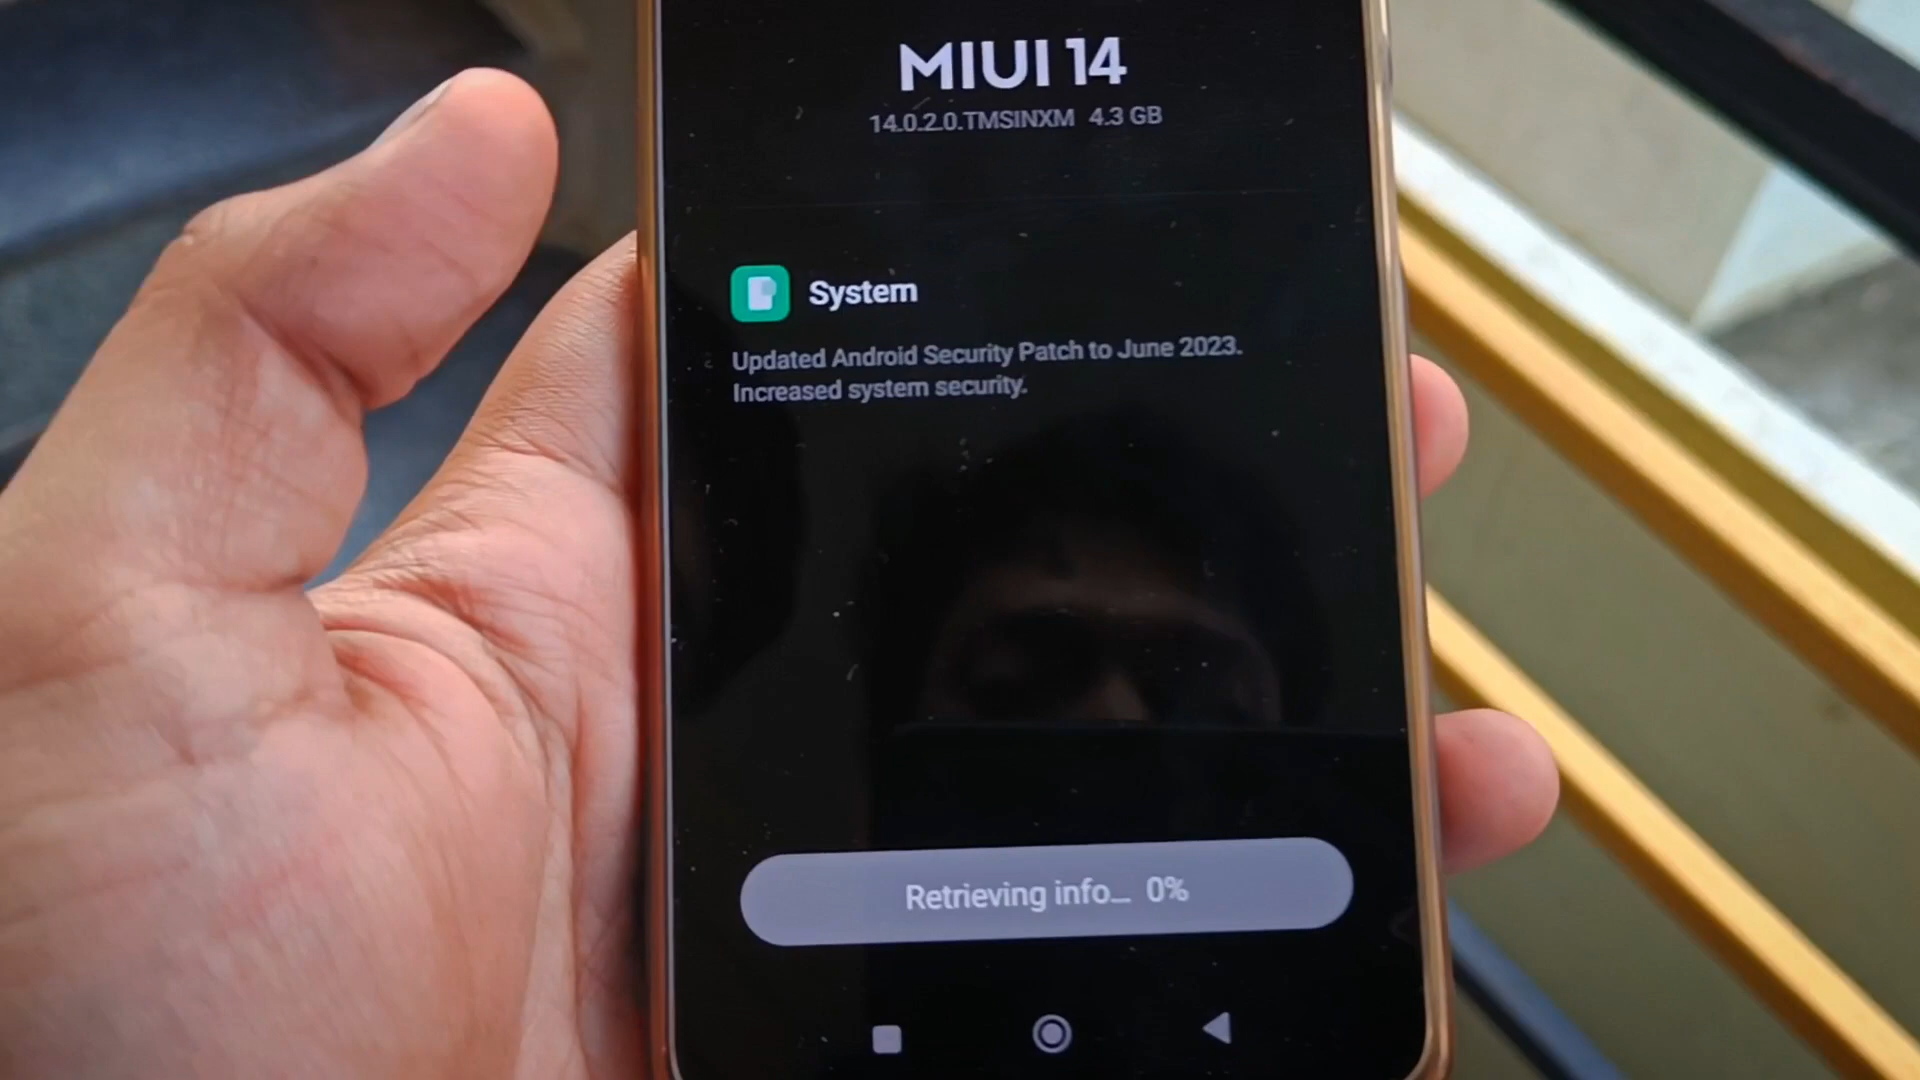 MIUI 14
14.0.2.0.TMSINXM 4.3 GB
System
Updated Android Security Patch to June 2023.
Increased system security.
Retrieving info... 0%